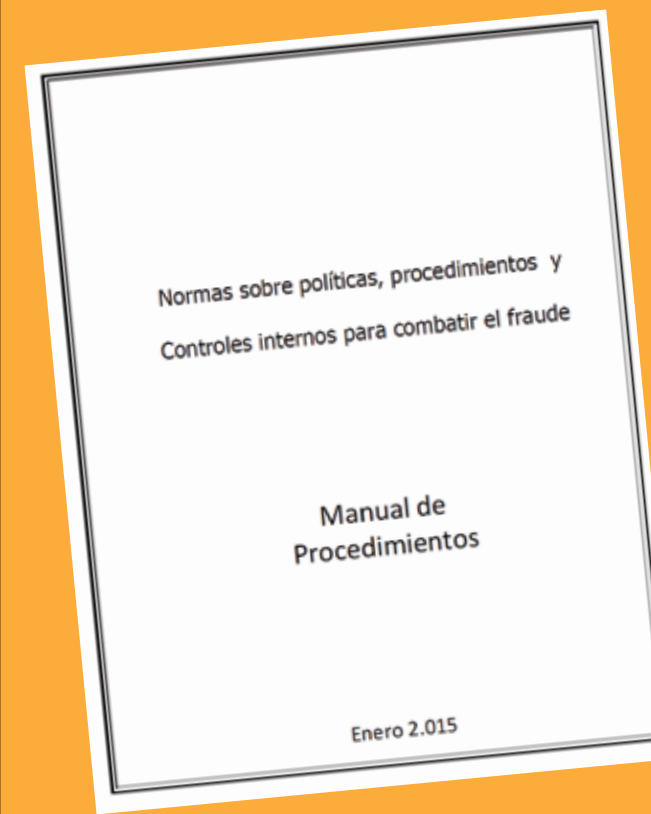 Normas sobre políticas, procedimientos y
Controles internos para combatir el fraude
Manual de
Procedimientos
Enero 2.015